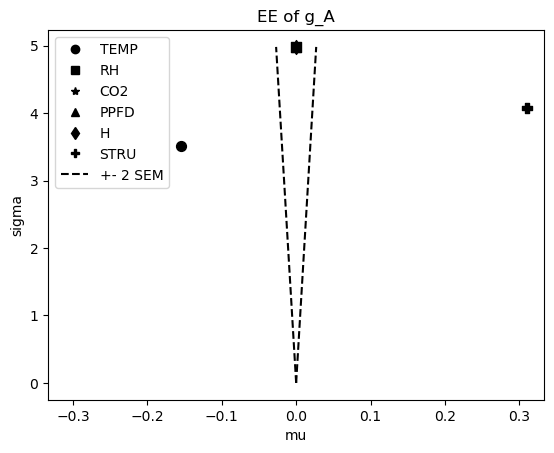 EE of g_A
TEMP
RH
CO2
PPFD
H
STRU
+- 2 SEM
sigma
5
4
3
2
1
0
−0.3
−0.2
−0.1
0.0
0.1
0.2
0.3
mu